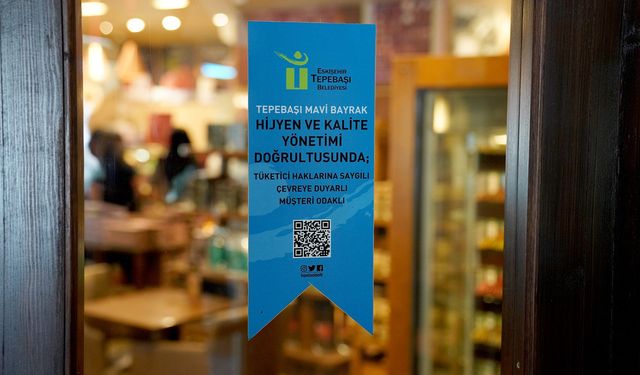 ESKİŞEHİR
TEPEBAŞI
BELEDİYESİ
TEPEBAŞI MAVİ BAYRAK
HİJYEN VE KALİTE
YÖNETİMİ
DOĞRULTUSUNDA;
TÜKETİCİ HAKLARINA SAYGILI
ÇEVREYE DUYARLI
MÜŞTERİ ODAKLI